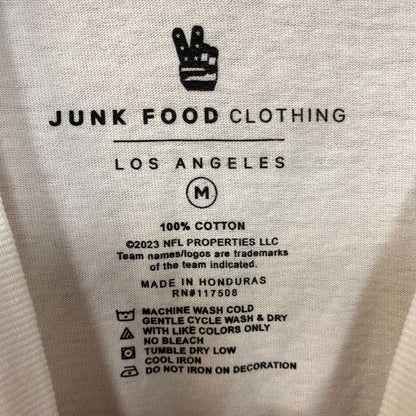 JUNK FOOD CLOTHING
LOS ANGELES
M
100% COTTON
©2023 NFL PROPERTIES LLC
Team names/logos are trademarks
of the team indicated.
MADE IN HONDURAS
RN#117508
MACHINE WASH COLD
GENTLE CYCLE WASH & DRY
WITH LIKE COLORS ONLY
NO BLEACH
TUMBLE DRY LOW
COOL IRON
DO NOT IRON ON DECORATION